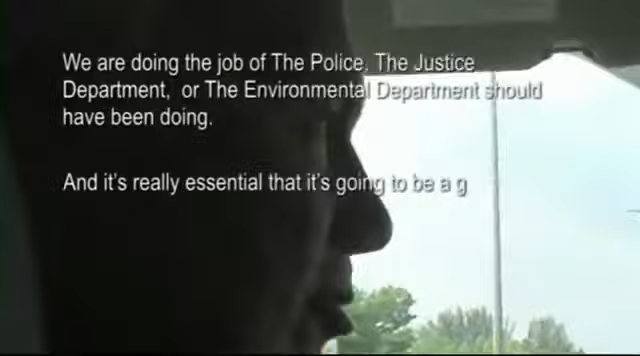 We are doing the job of The Police. The Justice
Department, or The Environmental Department should
have been doing.
And it's really essential that it's going to be a g